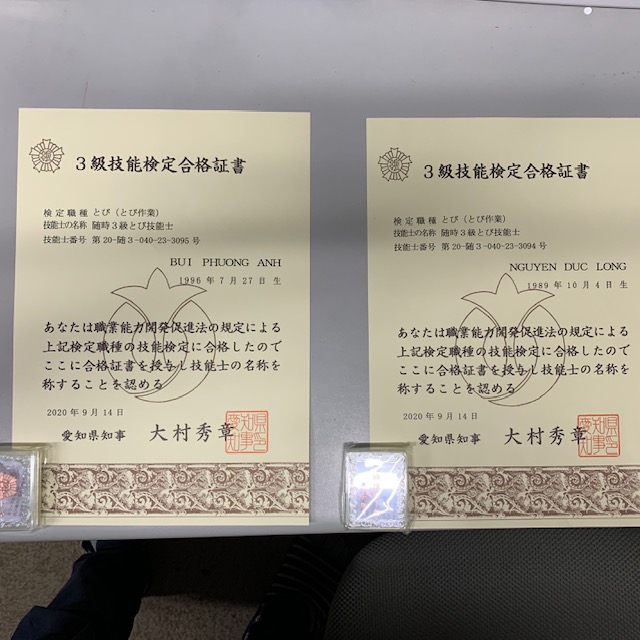 3級技能検定合格証書
検定職種 とび（とび作業）
技能士の名称 随時3級とび技能士
技能士番号 第20-随3-040-23-3095号
BUI PHUONG ANH
1996年7月27日生
あなたは職業能力開発促進法の規定による
上記検定職種の技能検定に合格したので
ここに合格証書を授与し技能士の名称を
称することを認める
2020年9月14日
愛知県知事 大村秀章
愛知県知事印
3級技能検定合格証書
検定職種 とび（とび作業）
技能士の名称 随時3級とび技能士
技能士番号 第20-随3-040-23-3094号
NGUYEN DUC LONG
1989年10月4日生
あなたは職業能力開発促進法の規定による
上記検定職種の技能検定に合格したので
ここに合格証書を授与し技能士の名称を
称することを認める
2020年9月14日
愛知県知事 大村秀章
愛知県知事印